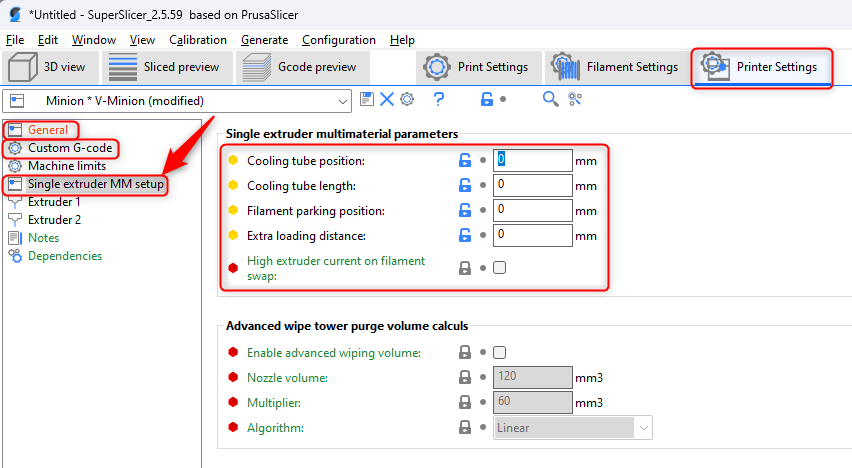 *Untitled - SuperSlicer_2.5.59 based on PrusaSlicer
File Edit Window View Calibration Generate Configuration Help
3D view Sliced preview Gcode preview Print Settings Filament Settings Printer Settings
Minion * V-Minion (modified)
General
Custom G-code
Machine limits
Single extruder MM setup
Extruder 1
Extruder 2
Notes
Dependencies
Single extruder multimaterial parameters
Cooling tube position: 0 mm
Cooling tube length: 0 mm
Filament parking position: 0 mm
Extra loading distance: 0 mm
High extruder current on filament
swap:
Advanced wipe tower purge volume calculs
Enable advanced wiping volume:
Nozzle volume: 120 mm3
Multiplier: 60 mm3
Algorithm: Linear